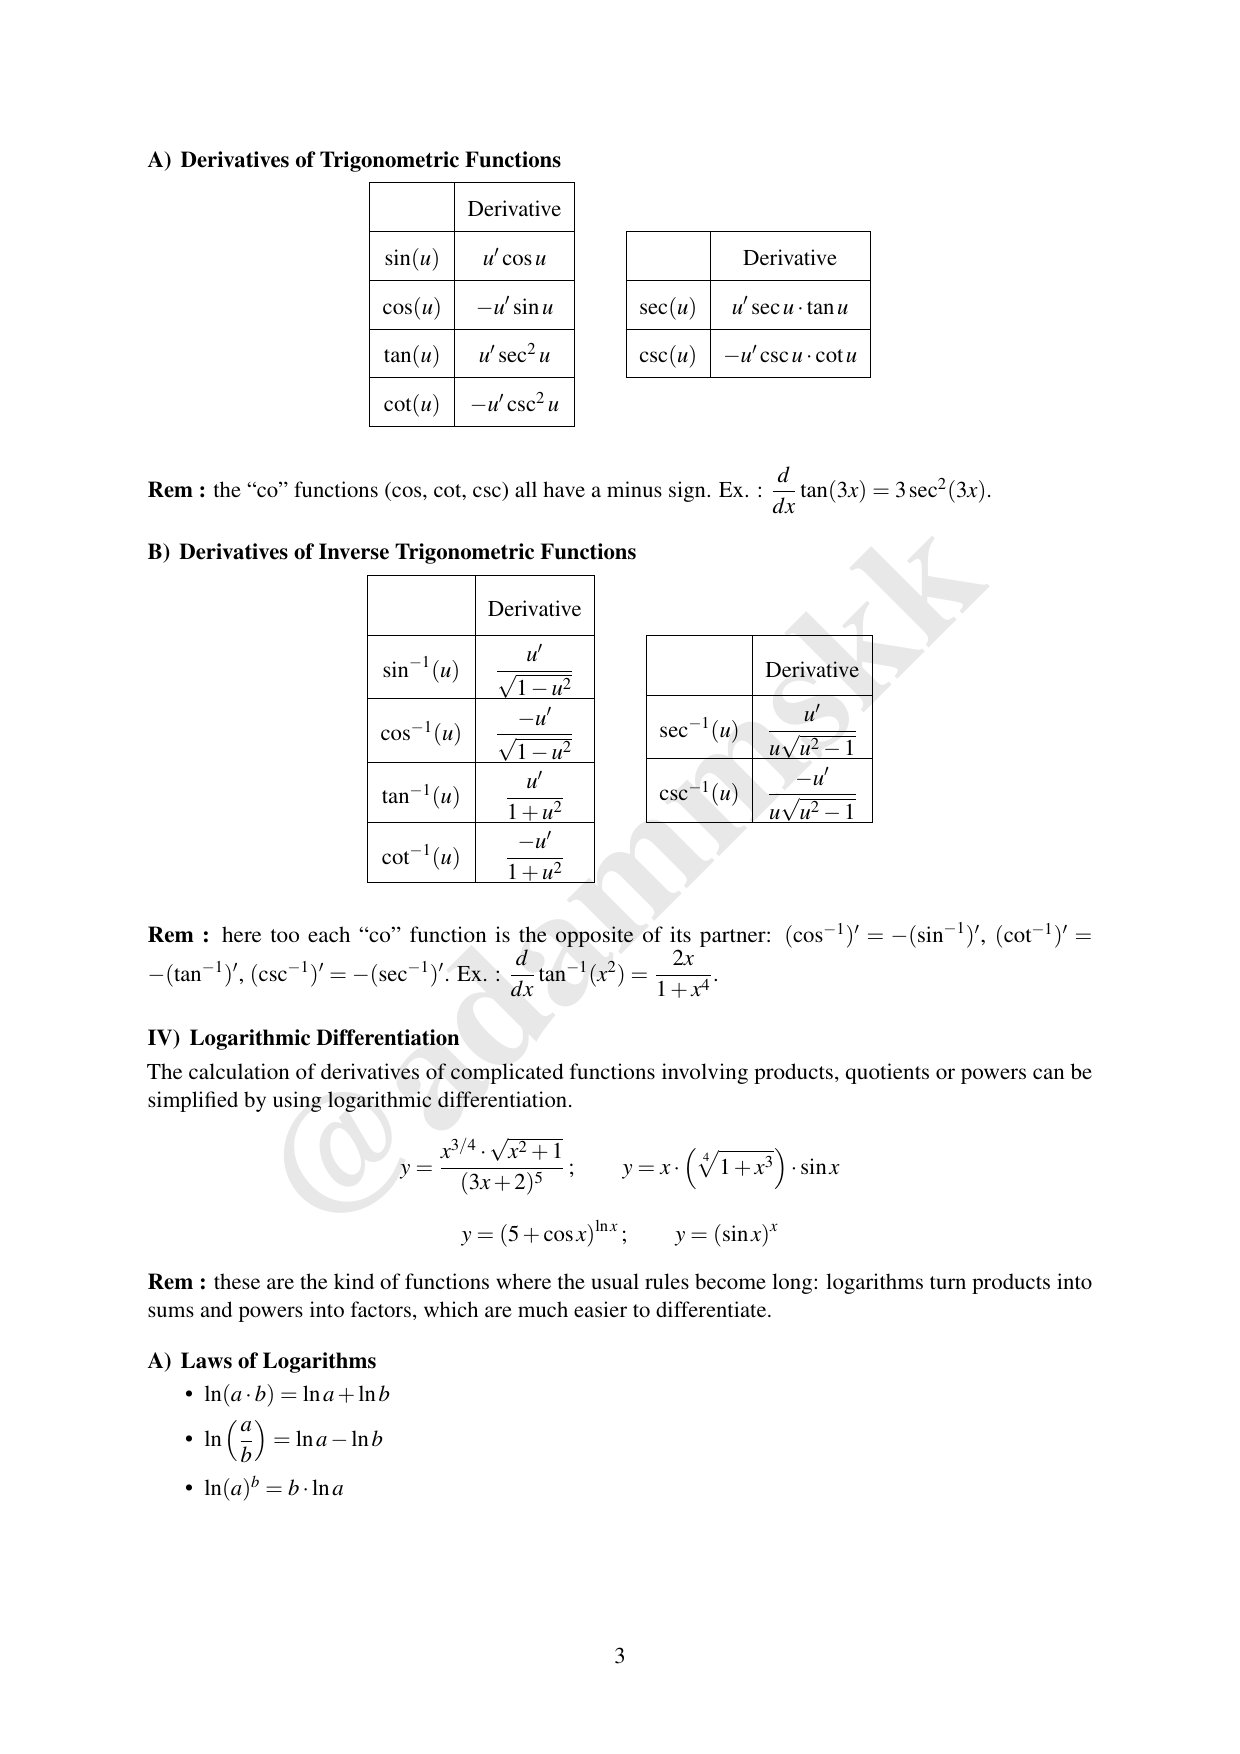 A) Derivatives of Trigonometric Functions
Derivative
sin(u) u′ cos u
cos(u) −u′ sin u
tan(u) u′ sec² u
cot(u) −u′ csc² u
Derivative
sec(u) u′ sec u · tan u
csc(u) −u′ csc u · cot u
Rem : the “co” functions (cos, cot, csc) all have a minus sign. Ex. : d/dx tan(3x) = 3 sec²(3x).
B) Derivatives of Inverse Trigonometric Functions
Derivative
sin⁻¹(u) u′/√(1 − u²)
cos⁻¹(u) −u′/√(1 − u²)
tan⁻¹(u) u′/(1 + u²)
cot⁻¹(u) −u′/(1 + u²)
Derivative
sec⁻¹(u) u′/(u√(u² − 1))
csc⁻¹(u) −u′/(u√(u² − 1))
Rem : here too each “co” function is the opposite of its partner: (cos⁻¹)′ = −(sin⁻¹)′, (cot⁻¹)′ =
−(tan⁻¹)′, (csc⁻¹)′ = −(sec⁻¹)′. Ex. : d/dx tan⁻¹(x²) = 2x/(1 + x⁴).
IV) Logarithmic Differentiation
The calculation of derivatives of complicated functions involving products, quotients or powers can be
simplified by using logarithmic differentiation.
y = (x^(3/4) · √(x² + 1))/(3x + 2)⁵ ; y = x · (∜(1 + x³)) · sin x
y = (5 + cos x)^(ln x) ; y = (sin x)^x
Rem : these are the kind of functions where the usual rules become long: logarithms turn products into
sums and powers into factors, which are much easier to differentiate.
A) Laws of Logarithms
• ln(a · b) = ln a + ln b
• ln(a/b) = ln a − ln b
• ln(a)^b = b · ln a
3
@adammskk